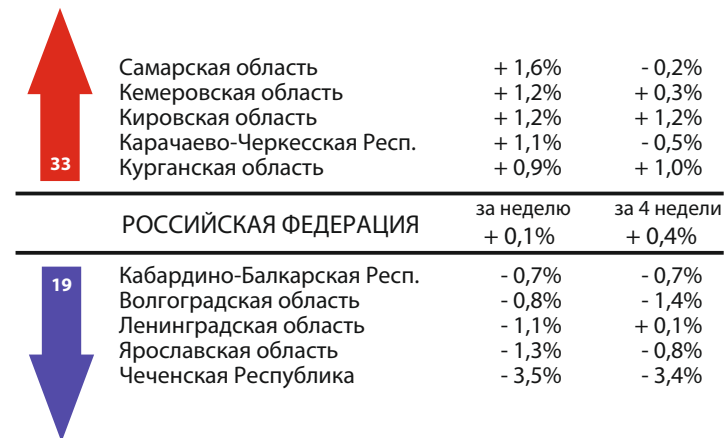 Самарская область + 1,6% - 0,2%
Кемеровская область + 1,2% + 0,3%
Кировская область + 1,2% + 1,2%
Карачаево-Черкесская Респ. + 1,1% - 0,5%
33 Курганская область + 0,9% + 1,0%
за неделю за 4 недели
РОССИЙСКАЯ ФЕДЕРАЦИЯ + 0,1% + 0,4%
19 Кабардино-Балкарская Респ. - 0,7% - 0,7%
Волгоградская область - 0,8% - 1,4%
Ленинградская область - 1,1% + 0,1%
Ярославская область - 1,3% - 0,8%
Чеченская Республика - 3,5% - 3,4%